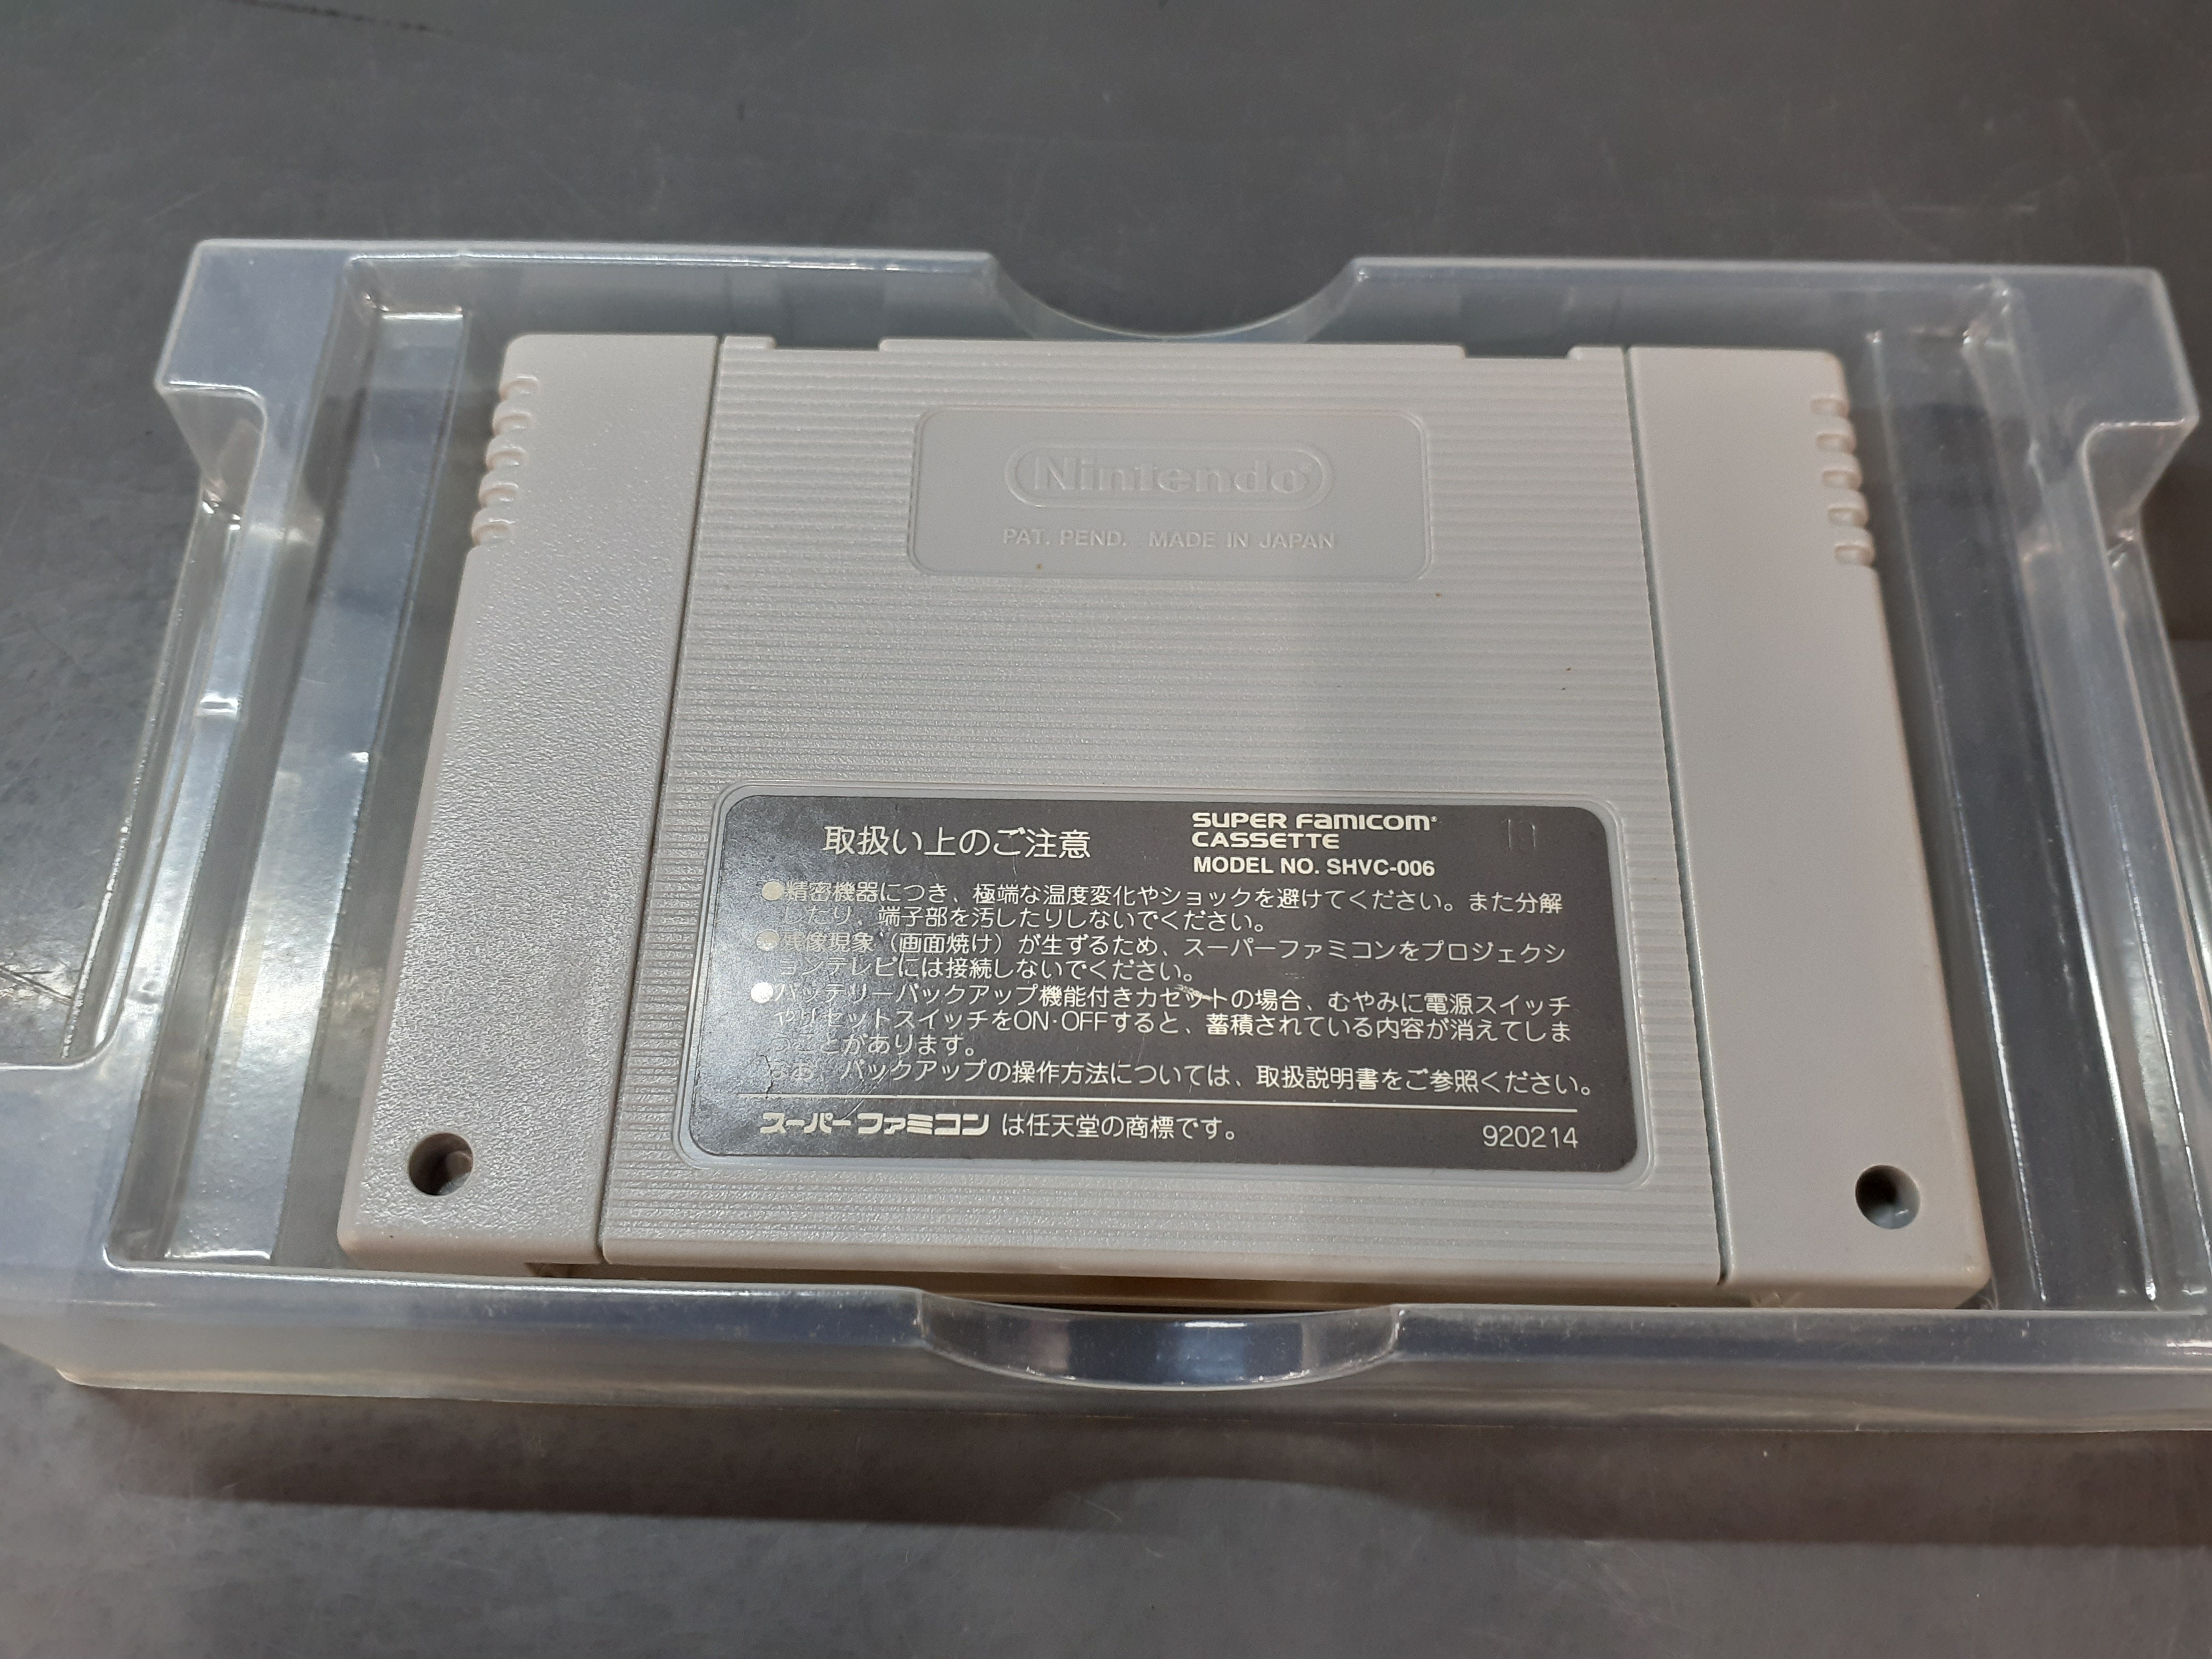 Nintendo®
PAT. PEND. MADE IN JAPAN
取扱い上のご注意
SUPER FAMICOM®
CASSETTE
MODEL NO. SHVC-006
19
●精密機器につき、極端な温度変化やショックを避けてください。また分解
したり、端子部を汚したりしないでください。
●残像現象（画面焼け）が生ずるため、スーパーファミコンをプロジェクシ
ョンテレビには接続しないでください。
●バッテリーバックアップ機能付きカセットの場合、むやみに電源スイッチ
やリセットスイッチをON·OFFすると、蓄積されている内容が消えてしま
うことがあります。
なお、バックアップの操作方法については、取扱説明書をご参照ください。
スーパーファミコン は任天堂の商標です。
920214